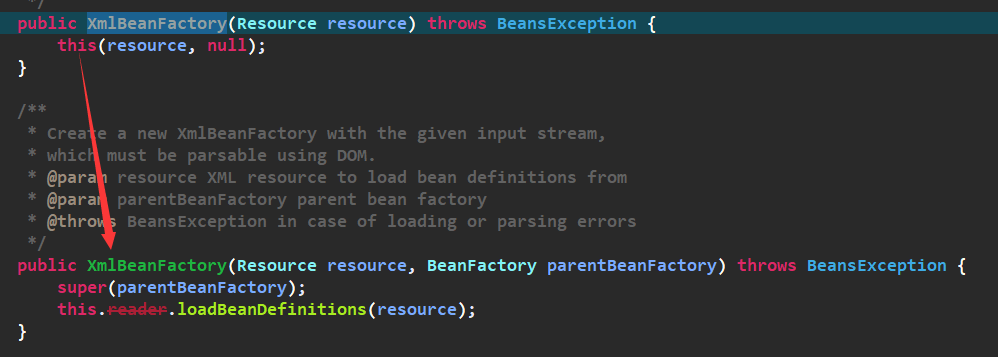 */
public XmlBeanFactory(Resource resource) throws BeansException {
this(resource, null);
}
/**
* Create a new XmlBeanFactory with the given input stream,
* which must be parsable using DOM.
* @param resource XML resource to load bean definitions from
* @param parentBeanFactory parent bean factory
* @throws BeansException in case of loading or parsing errors
*/
public XmlBeanFactory(Resource resource, BeanFactory parentBeanFactory) throws BeansException {
super(parentBeanFactory);
this.reader.loadBeanDefinitions(resource);
}